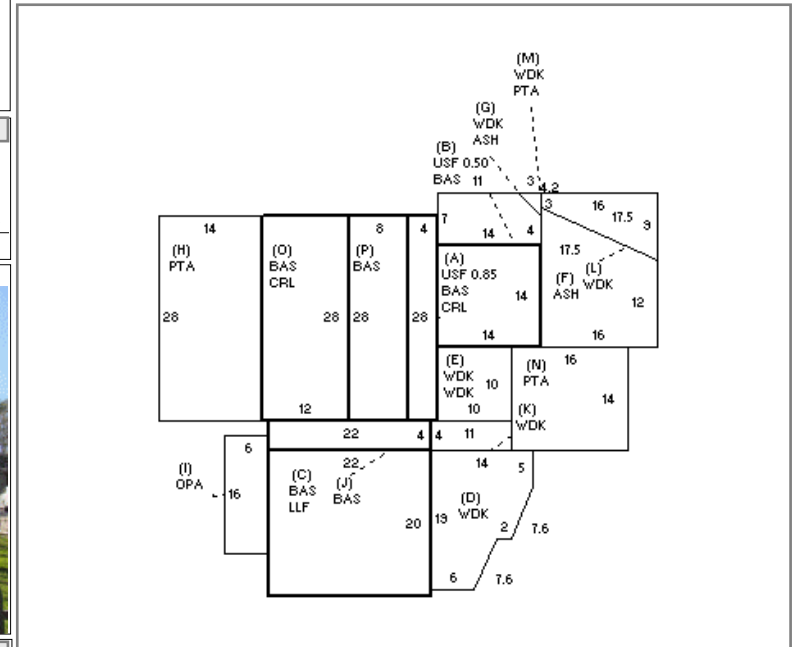 (M)
WDK
PTA
(G)
WDK
ASH
(B)
USF 0.50
BAS 11 3 4.2
3 16 17.5 9
7 14 4
14 8 4
(H)
PTA
(O)
BAS
CRL
(P)
BAS
(A)
USF 0.85
BAS
CRL
14
17.5
(F)
ASH
(L)
WDK
12
28 28 28 28
14 16
(E)
WDK
WDK
10
10
16
(N)
PTA
14
(K)
WDK
12
22 4 4 11
6
(I)
OPA
16
22
(C)
BAS
LLF
(J)
BAS
20
14 5
19
(D)
WDK
2 7.6
6 7.6